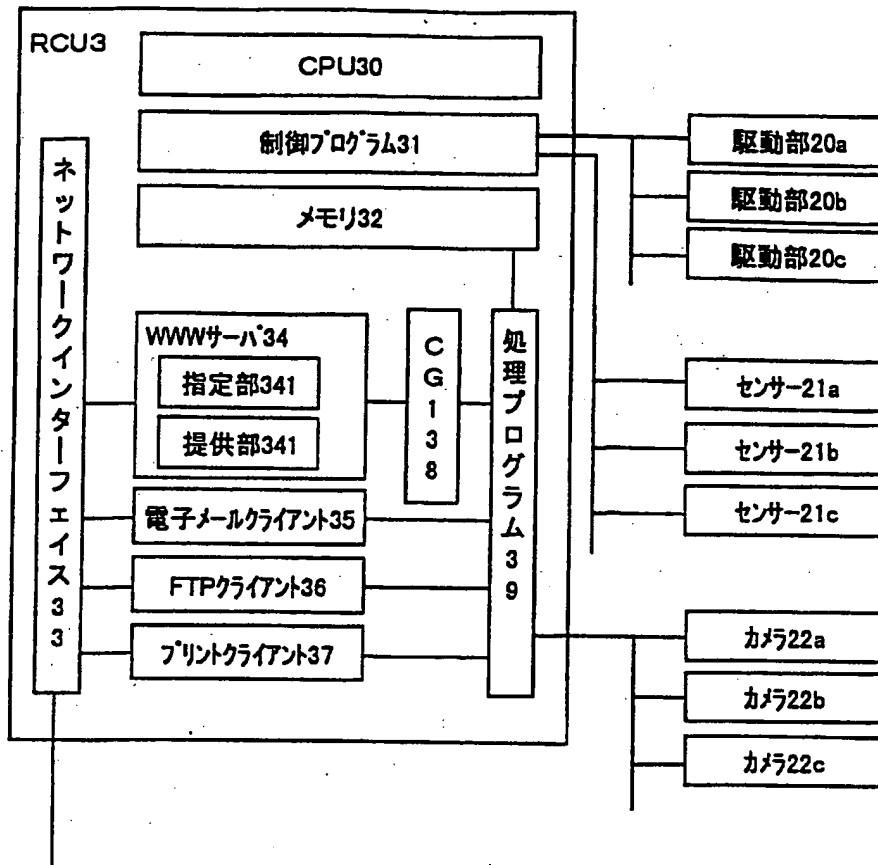 RCU3
CPU30
制御プログラム31
メモリ32
ネットワークインターフェイス33
WWWサーバ34
指定部341
提供部341
CG138
処理プログラム39
電子メールクライアント35
FTPクライアント36
プリントクライアント37
駆動部20a
駆動部20b
駆動部20c
センサー21a
センサー21b
センサー21c
カメラ22a
カメラ22b
カメラ22c